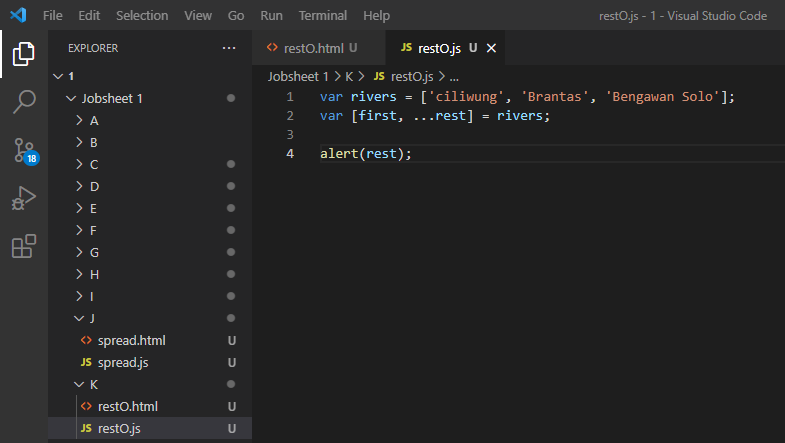 File Edit Selection View Go Run Terminal Help restO.js - 1 - Visual Studio Code
EXPLORER ...
restO.html U JS restO.js U
Jobsheet 1 > K > JS restO.js > ...
1
Jobsheet 1
A
B
C
D
E
F
G
H
I
J
spread.html U
JS spread.js U
K
restO.html U
JS restO.js U
18
1 var rivers = ['ciliwung', 'Brantas', 'Bengawan Solo'];
2 var [first, ...rest] = rivers;
3
4 alert(rest);